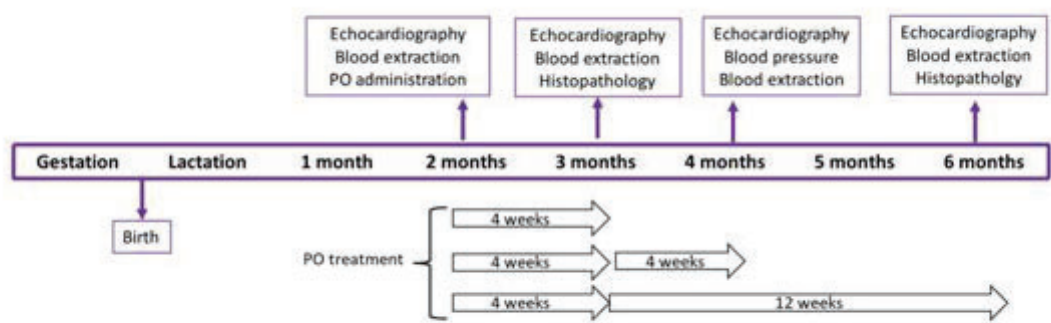 Echocardiography
Blood extraction
PO administration
Echocardiography
Blood extraction
Histopathology
Echocardiography
Blood pressure
Blood extraction
Echocardiography
Blood extraction
Histopatholgy
Gestation Lactation 1 month 2 months 3 months 4 months 5 months 6 months
Birth
PO treatment
4 weeks
4 weeks 4 weeks
4 weeks 12 weeks